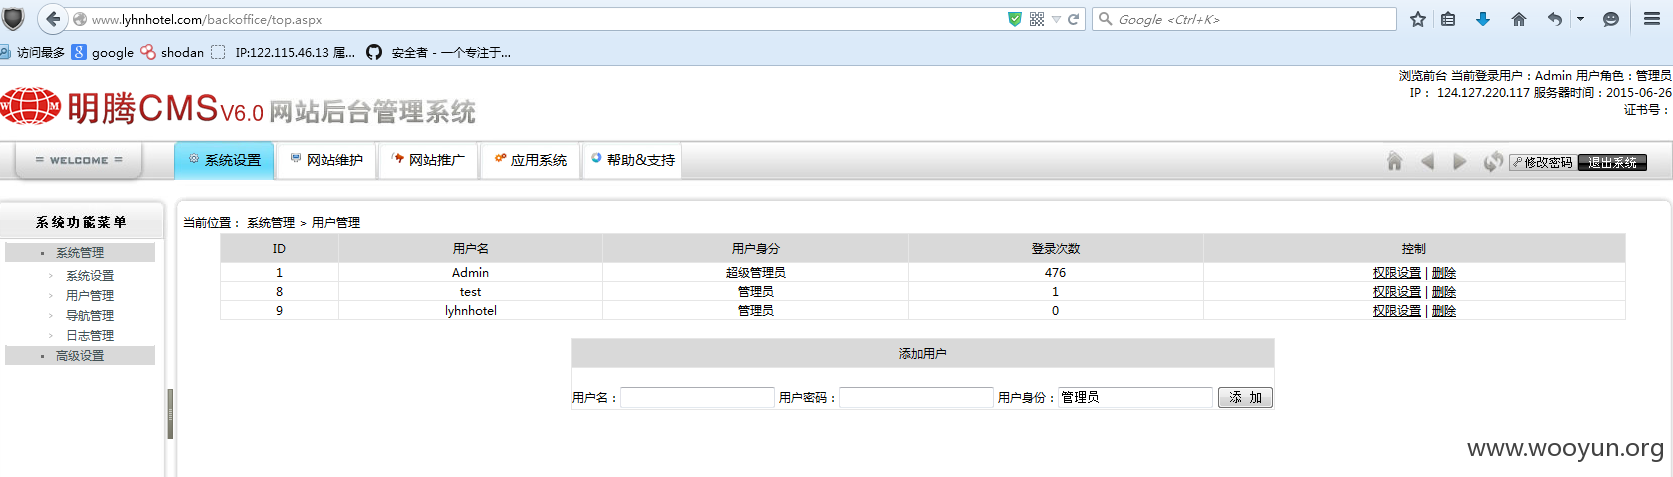 www.lyhnhotel.com/backoffice/top.aspx
Google <Ctrl+K>
访问最多 google shodan IP:122.115.46.13 属... 安全者 - 一个专注于...
浏览前台 当前登录用户：Admin 用户角色：管理员
IP： 124.127.220.117 服务器时间：2015-06-26
证书号：
W M
明腾CMS V6.0 网站后台管理系统
= WELCOME =
系统设置 网站维护 网站推广 应用系统 帮助&支持
修改密码 退出系统
系统功能菜单
系统管理
系统设置
用户管理
导航管理
日志管理
高级设置
当前位置： 系统管理 > 用户管理
ID 用户名 用户身分 登录次数 控制
1 Admin 超级管理员 476 权限设置 | 删除
8 test 管理员 1 权限设置 | 删除
9 lyhnhotel 管理员 0 权限设置 | 删除
添加用户
用户名： 用户密码： 用户身份：管理员 添 加
www.wooyun.org